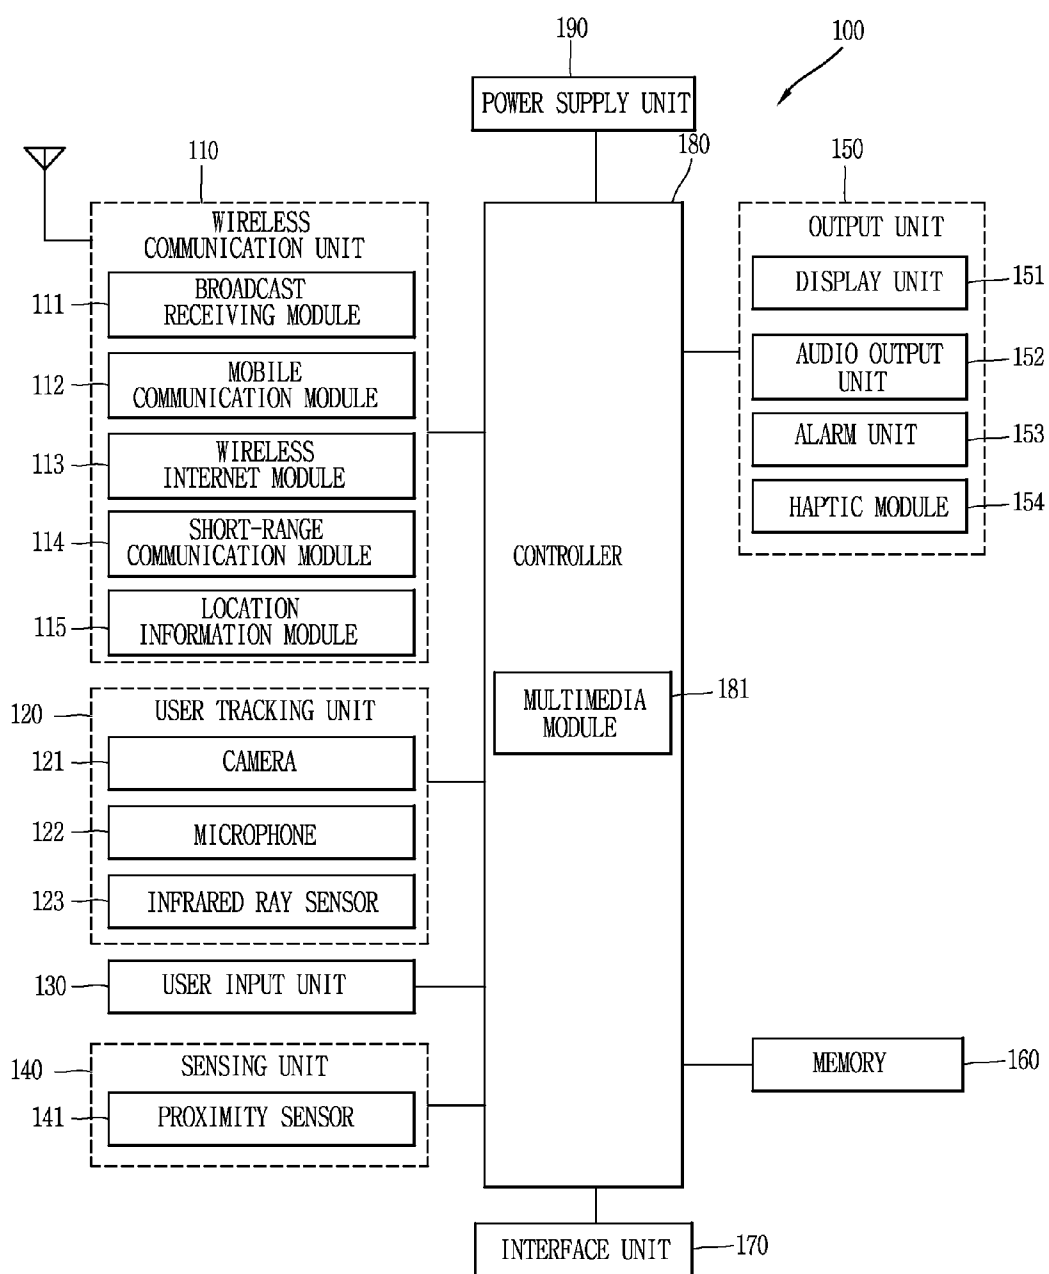 190
100
POWER SUPPLY UNIT
110
180
150
WIRELESS
COMMUNICATION UNIT
111
BROADCAST
RECEIVING MODULE
112
MOBILE
COMMUNICATION MODULE
113
WIRELESS
INTERNET MODULE
114
SHORT-RANGE
COMMUNICATION MODULE
115
LOCATION
INFORMATION MODULE
120
USER TRACKING UNIT
121
CAMERA
122
MICROPHONE
123
INFRARED RAY SENSOR
130
USER INPUT UNIT
140
SENSING UNIT
141
PROXIMITY SENSOR
CONTROLLER
MULTIMEDIA
MODULE
181
OUTPUT UNIT
DISPLAY UNIT
151
AUDIO OUTPUT
UNIT
152
ALARM UNIT
153
HAPTIC MODULE
154
MEMORY
160
INTERFACE UNIT
170